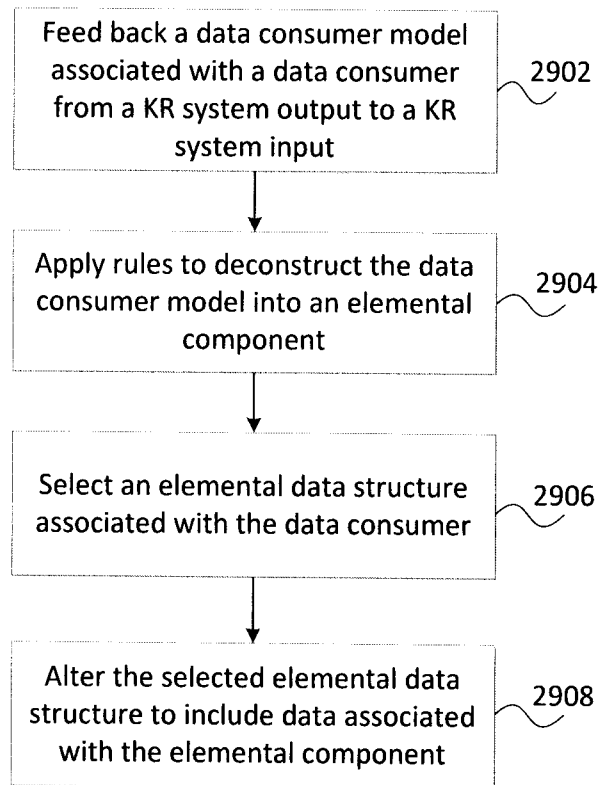 Feed back a data consumer model
associated with a data consumer
from a KR system output to a KR
system input
2902
Apply rules to deconstruct the data
consumer model into an elemental
component
2904
Select an elemental data structure
associated with the data consumer
2906
Alter the selected elemental data
structure to include data associated
with the elemental component
2908